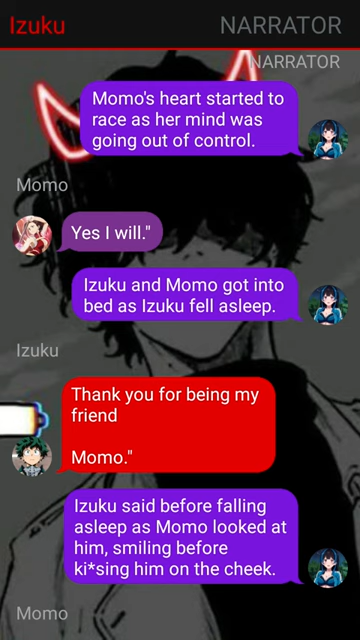 Izuku NARRATOR
NARRATOR
Momo's heart started to
race as her mind was
going out of control.
Momo
Yes I will."
Izuku and Momo got into
bed as Izuku fell asleep.
Izuku
Thank you for being my
friend
Momo."
Izuku said before falling
asleep as Momo looked at
him, smiling before
ki*sing him on the cheek.
Momo